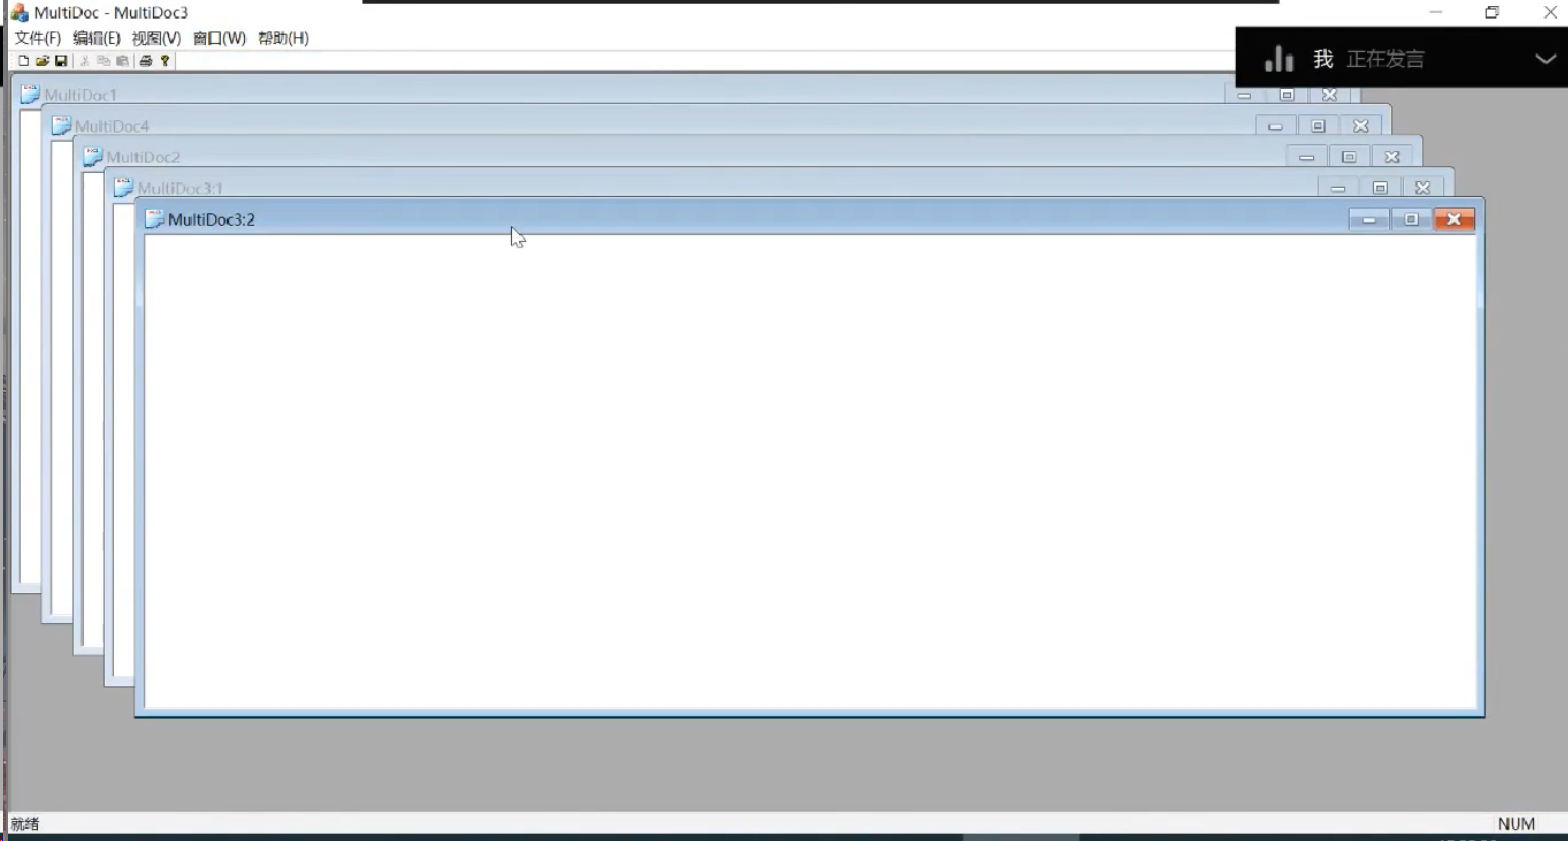 MultiDoc - MultiDoc3
文件(F) 编辑(E) 视图(V) 窗口(W) 帮助(H)
我 正在发言
MultiDoc1
MultiDoc4
MultiDoc2
MultiDoc3:1
MultiDoc3:2
就绪
NUM